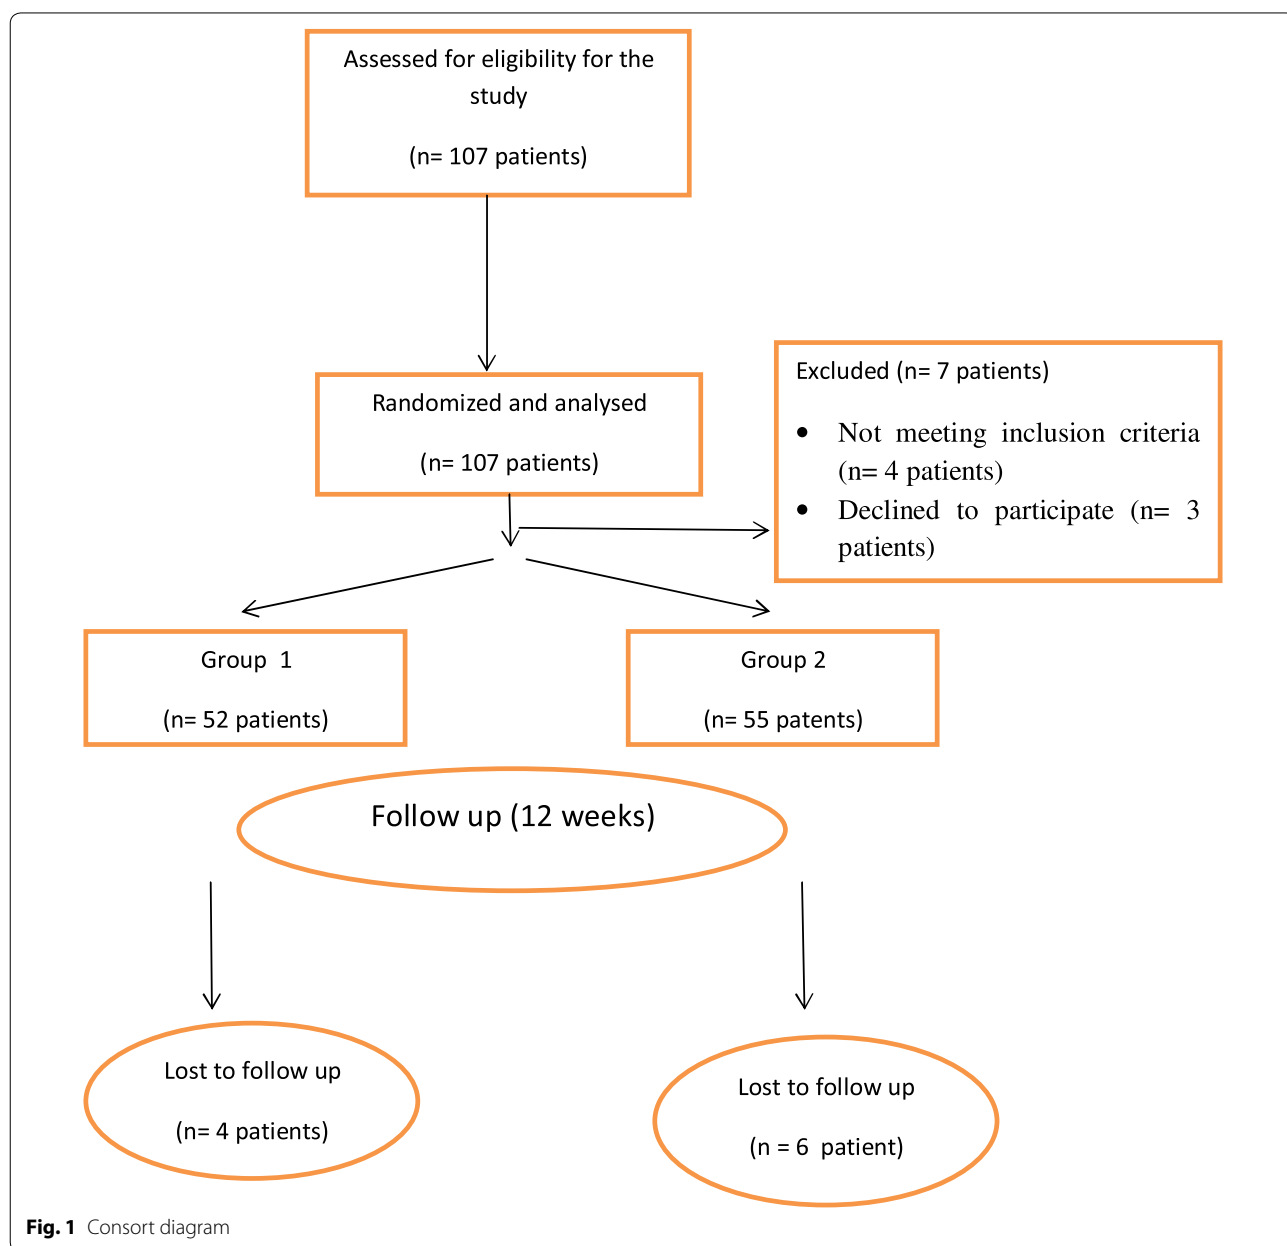 Assessed for eligibility for the
study
(n= 107 patients)
Randomized and analysed
(n= 107 patients)
Excluded (n= 7 patients)
• Not meeting inclusion criteria
(n= 4 patients)
• Declined to participate (n= 3
patients)
Group 1
(n= 52 patients)
Group 2
(n= 55 patents)
Follow up (12 weeks)
Lost to follow up
(n= 4 patients)
Lost to follow up
(n = 6 patient)
Fig. 1 Consort diagram